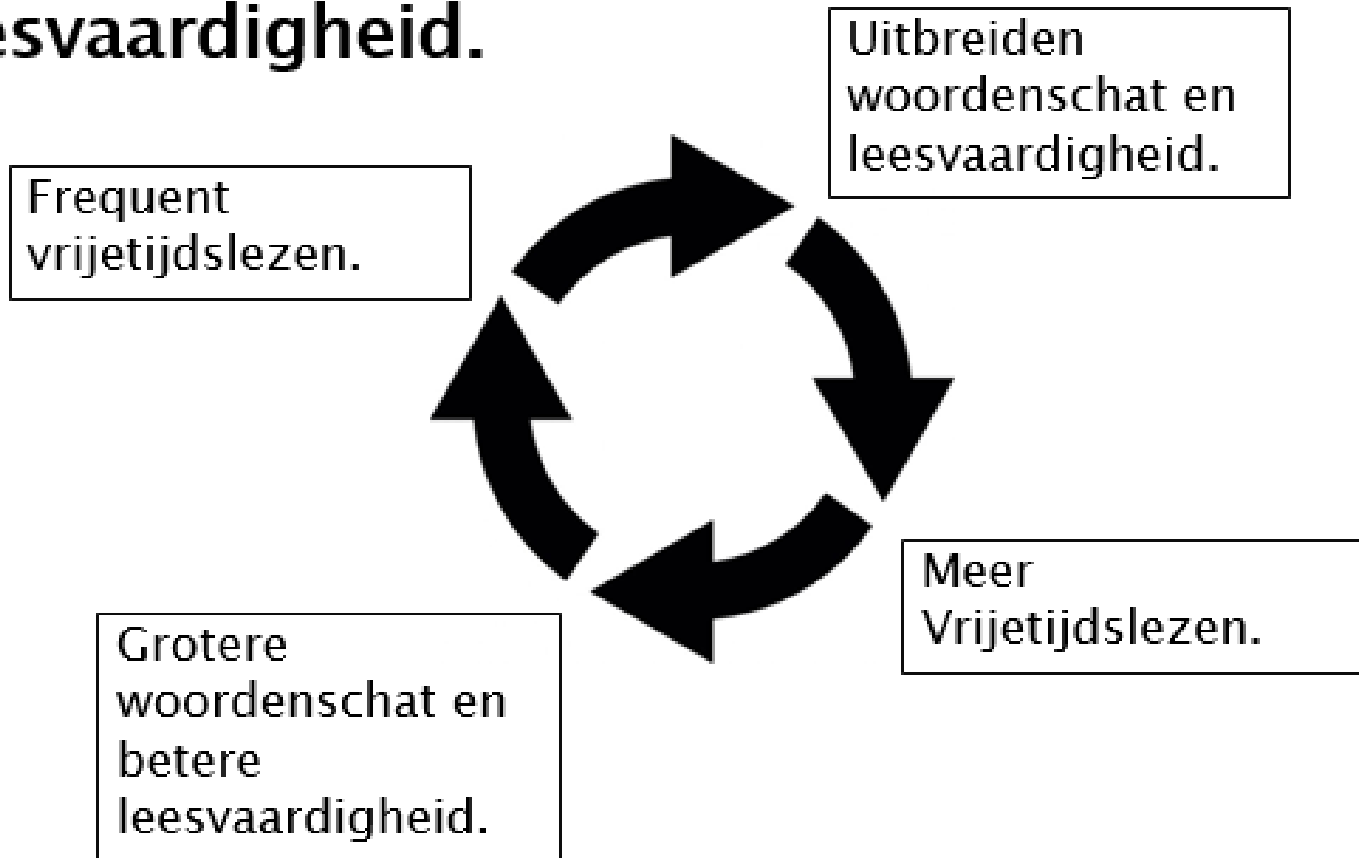 esvaardigheid.
Uitbreiden
woordenschat en
leesvaardigheid.
Frequent
vrijetijdslezen.
Meer
Vrijetijdslezen.
Grotere
woordenschat en
betere
leesvaardigheid.